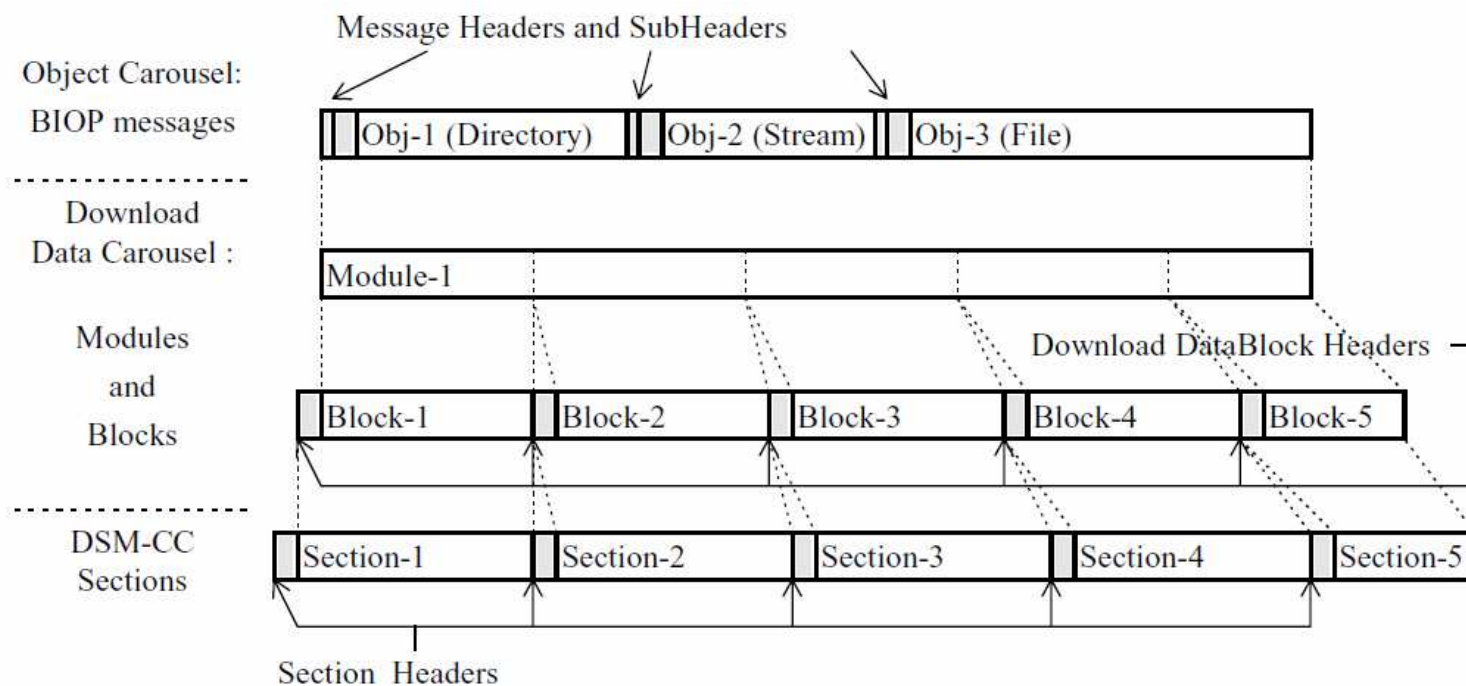 Message Headers and SubHeaders
Object Carousel:
BIOP messages
Obj-1 (Directory)
Obj-2 (Stream)
Obj-3 (File)
Download
Data Carousel :
Module-1
Modules
and
Blocks
Download DataBlock Headers
Block-1
Block-2
Block-3
Block-4
Block-5
DSM-CC
Sections
Section-1
Section-2
Section-3
Section-4
Section-5
Section Headers